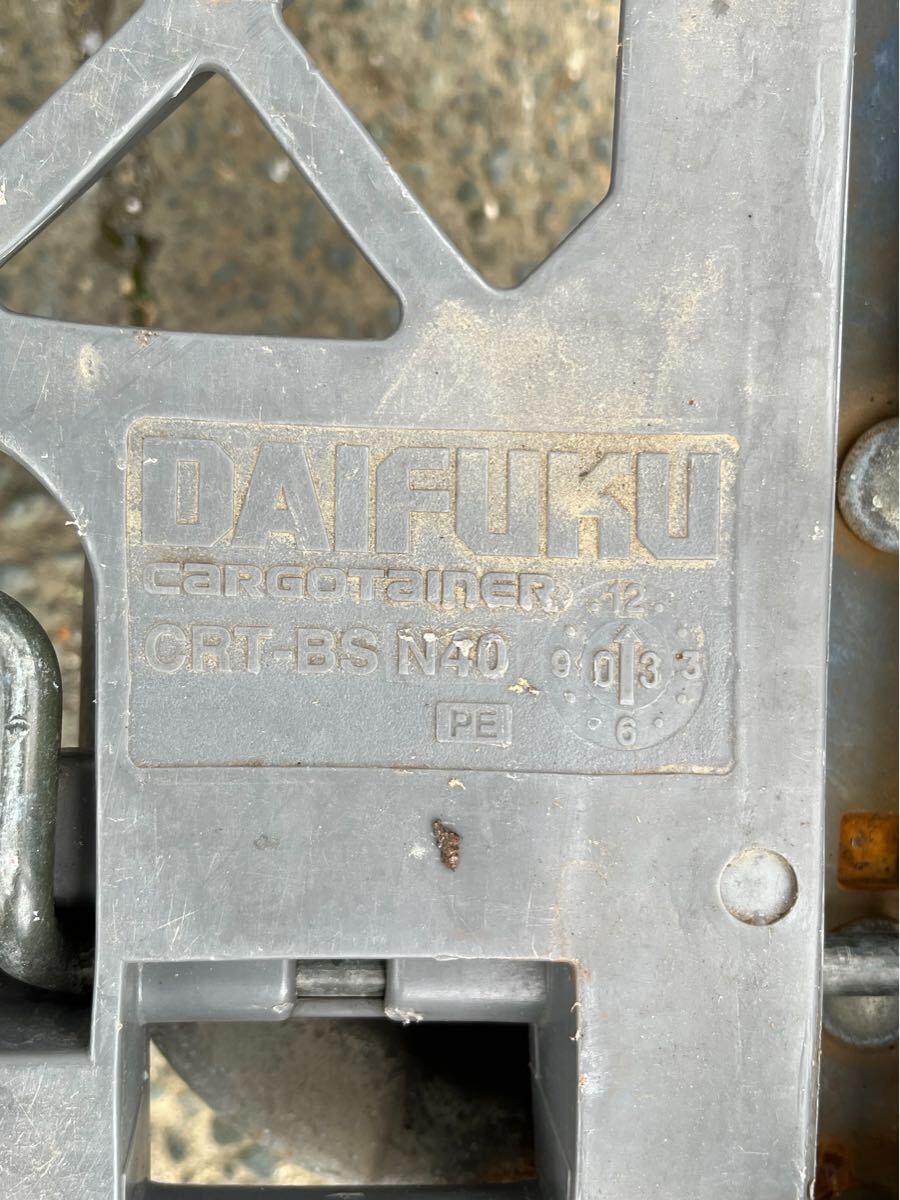 DAIFUKU
CARGOTAINER
CRT-BS N40
PE
12
9 0 3 3
6